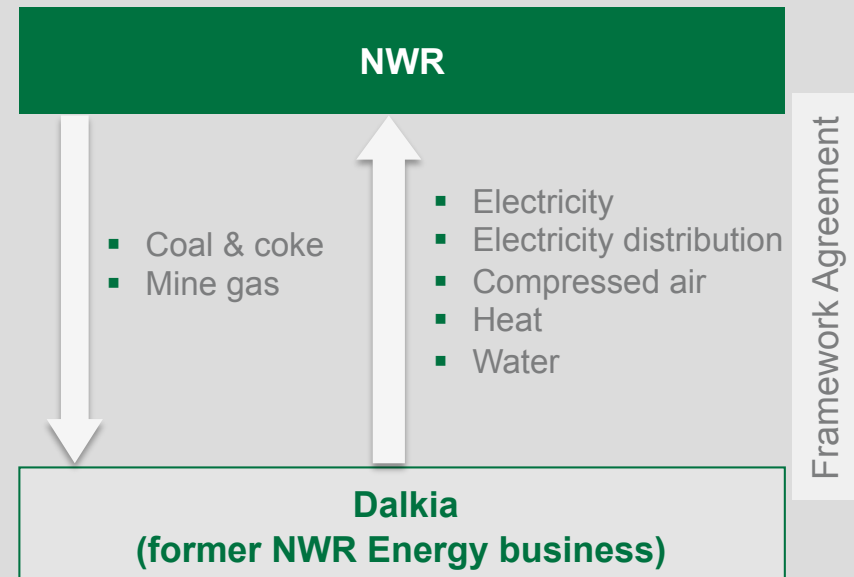 NWR
▪ Coal & coke
▪ Mine gas
▪ Electricity
▪ Electricity distribution
▪ Compressed air
▪ Heat
▪ Water
Framework Agreement
Dalkia
(former NWR Energy business)